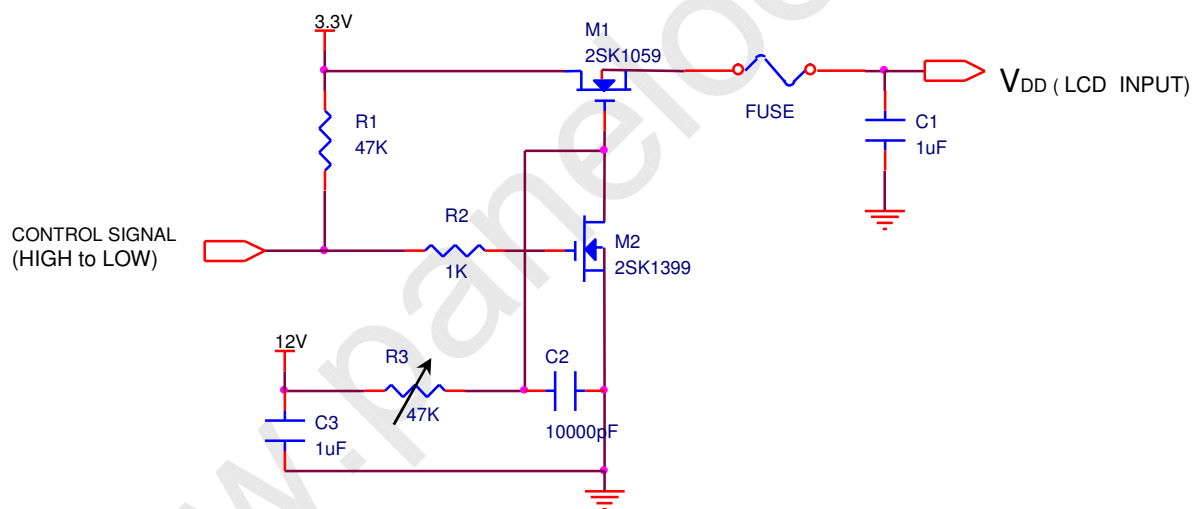 3.3V
M1
2SK1059
FUSE
VDD ( LCD INPUT)
R1
47K
C1
1uF
CONTROL SIGNAL
(HIGH to LOW)
R2
1K
M2
2SK1399
12V
R3
47K
C2
10000pF
C3
1uF
w.panelo